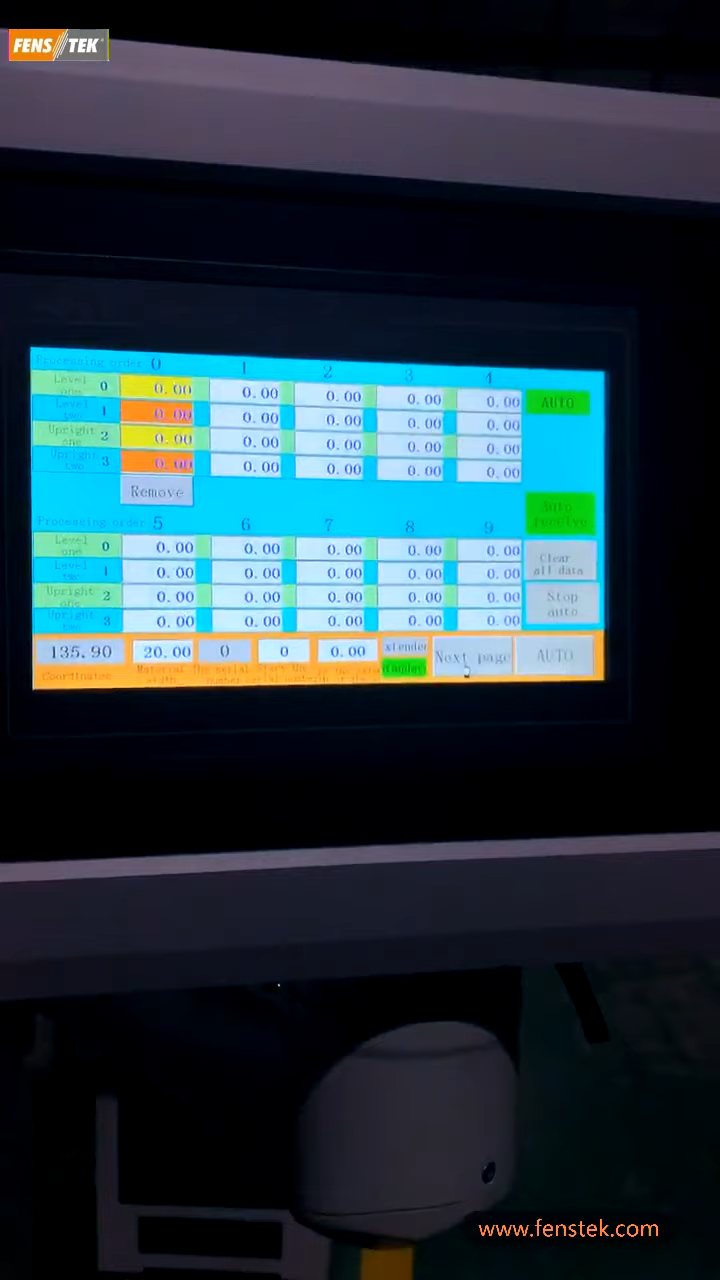 FENSTEK
Processing order 0 1 2 3 4
Level one 0 0.00 0.00 0.00 0.00 0.00 AUTO
Level two 1 0.00 0.00 0.00 0.00 0.00
Upright one 2 0.00 0.00 0.00 0.00 0.00
Upright two 3 0.00 0.00 0.00 0.00 0.00
Remove
Auto receive
Processing order 5 6 7 8 9
Level one 0 0.00 0.00 0.00 0.00 0.00
Clear all data
Level two 1 0.00 0.00 0.00 0.00 0.00
Upright one 2 0.00 0.00 0.00 0.00 0.00
Stop auto
Upright two 3 0.00 0.00 0.00 0.00 0.00
135.90 20.00 0 0 0.00 xtender Next page AUTO
Coordinates Material width The serial number
www.fenstek.com